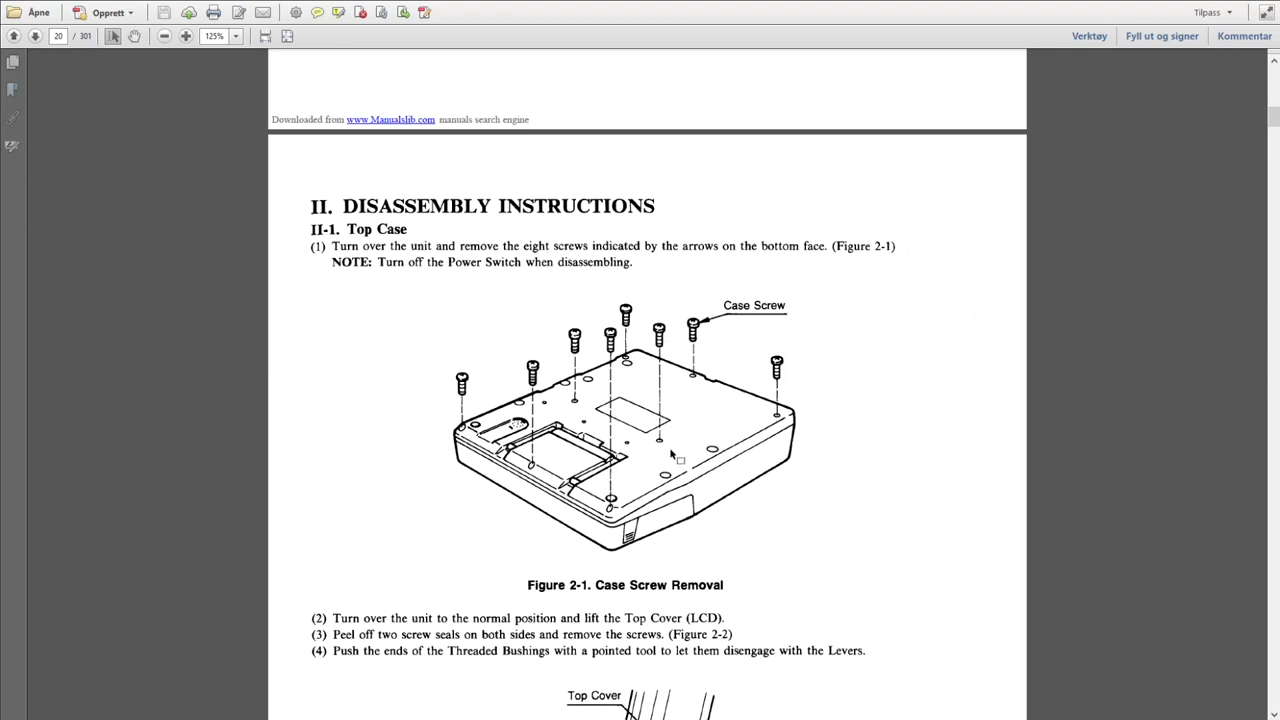 Åpne
Opprett
Tilpass
20 / 301
125%
Verktøy
Fyll ut og signer
Kommentar
Downloaded from www.Manualslib.com manuals search engine
II. DISASSEMBLY INSTRUCTIONS
II-1. Top Case
(1) Turn over the unit and remove the eight screws indicated by the arrows on the bottom face. (Figure 2-1)
NOTE: Turn off the Power Switch when disassembling.
Case Screw
Figure 2-1. Case Screw Removal
(2) Turn over the unit to the normal position and lift the Top Cover (LCD).
(3) Peel off two screw seals on both sides and remove the screws. (Figure 2-2)
(4) Push the ends of the Threaded Bushings with a pointed tool to let them disengage with the Levers.
Top Cover